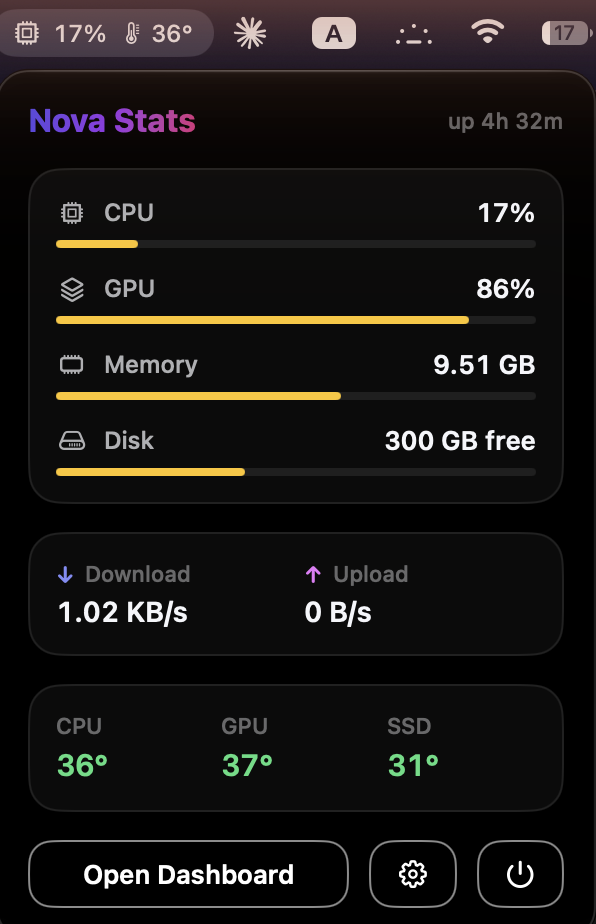 17% 36° A 17
Nova Stats up 4h 32m
CPU 17%
GPU 86%
Memory 9.51 GB
Disk 300 GB free
Download Upload
1.02 KB/s 0 B/s
CPU GPU SSD
36° 37° 31°
Open Dashboard